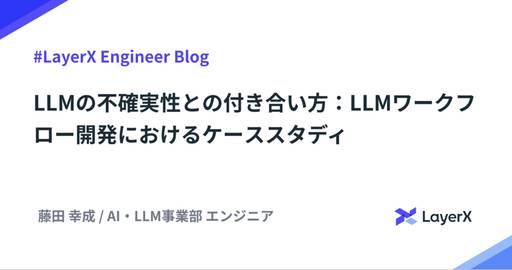 #LayerX Engineer Blog
LLMの不確実性との付き合い方：LLMワークフ
ロー開発におけるケーススタディ
藤田 幸成 / AI・LLM事業部 エンジニア
LayerX